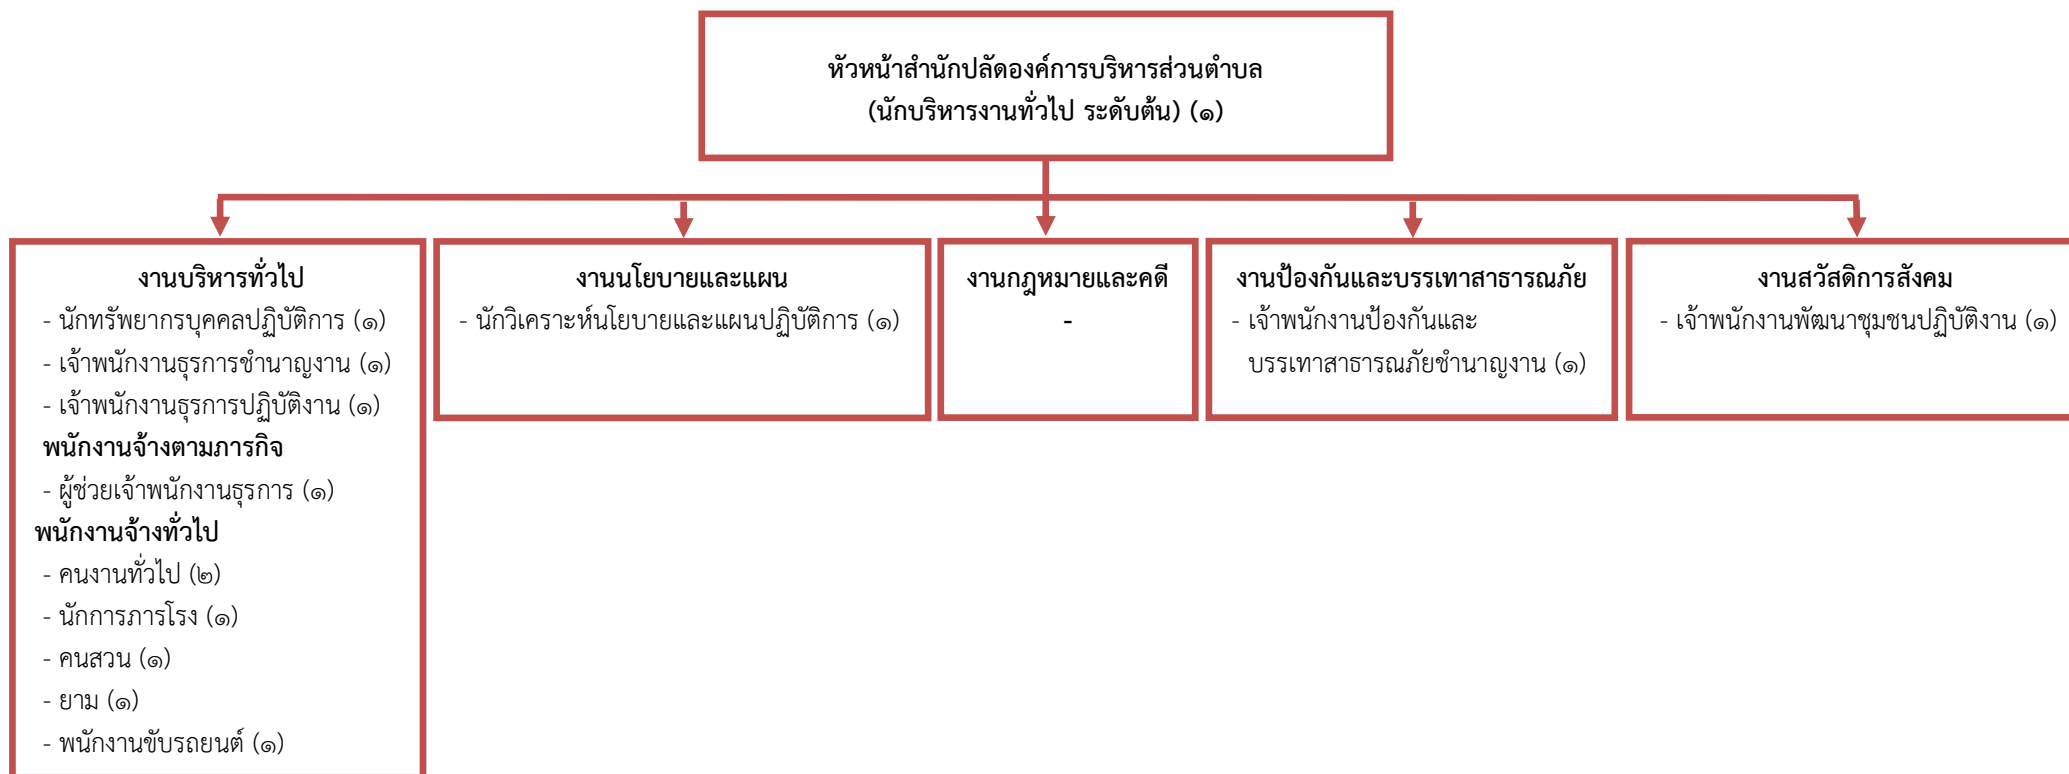 หัวหน้าสำนักปลัดองค์การบริหารส่วนตำบล
(นักบริหารงานทั่วไป ระดับต้น) (๑)
งานบริหารทั่วไป
- นักทรัพยากรบุคคลปฏิบัติการ (๑)
- เจ้าพนักงานธุรการชำนาญงาน (๑)
- เจ้าพนักงานธุรการปฏิบัติงาน (๑)
พนักงานจ้างตามภารกิจ
- ผู้ช่วยเจ้าพนักงานธุรการ (๑)
พนักงานจ้างทั่วไป
- คนงานทั่วไป (๒)
- นักการภารโรง (๑)
- คนสวน (๑)
- ยาม (๑)
- พนักงานขับรถยนต์ (๑)
งานนโยบายและแผน
- นักวิเคราะห์นโยบายและแผนปฏิบัติการ (๑)
งานกฎหมายและคดี
-
งานป้องกันและบรรเทาสาธารณภัย
- เจ้าพนักงานป้องกันและ
บรรเทาสาธารณภัยชำนาญงาน (๑)
งานสวัสดิการสังคม
- เจ้าพนักงานพัฒนาชุมชนปฏิบัติงาน (๑)